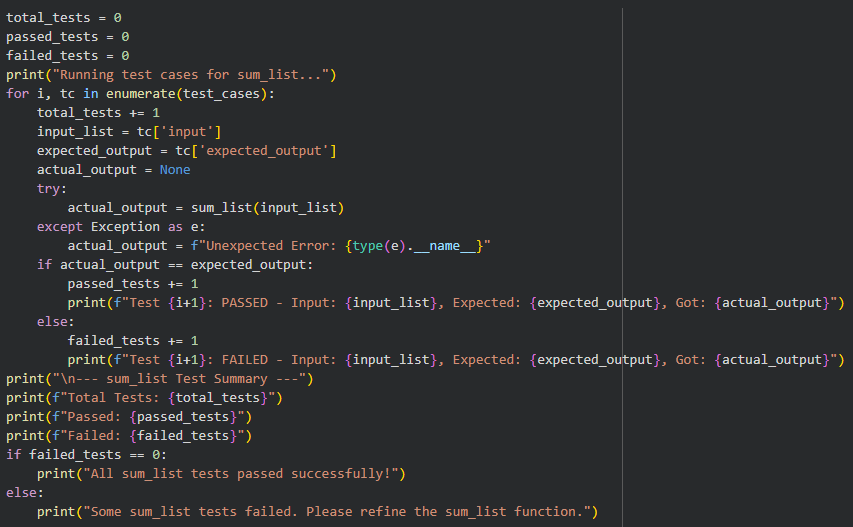 total_tests = 0
passed_tests = 0
failed_tests = 0
print("Running test cases for sum_list...")
for i, tc in enumerate(test_cases):
    total_tests += 1
    input_list = tc['input']
    expected_output = tc['expected_output']
    actual_output = None
    try:
        actual_output = sum_list(input_list)
    except Exception as e:
        actual_output = f"Unexpected Error: {type(e).__name__}"
    if actual_output == expected_output:
        passed_tests += 1
        print(f"Test {i+1}: PASSED - Input: {input_list}, Expected: {expected_output}, Got: {actual_output}")
    else:
        failed_tests += 1
        print(f"Test {i+1}: FAILED - Input: {input_list}, Expected: {expected_output}, Got: {actual_output}")
print("\n--- sum_list Test Summary ---")
print(f"Total Tests: {total_tests}")
print(f"Passed: {passed_tests}")
print(f"Failed: {failed_tests}")
if failed_tests == 0:
    print("All sum_list tests passed successfully!")
else:
    print("Some sum_list tests failed. Please refine the sum_list function.")